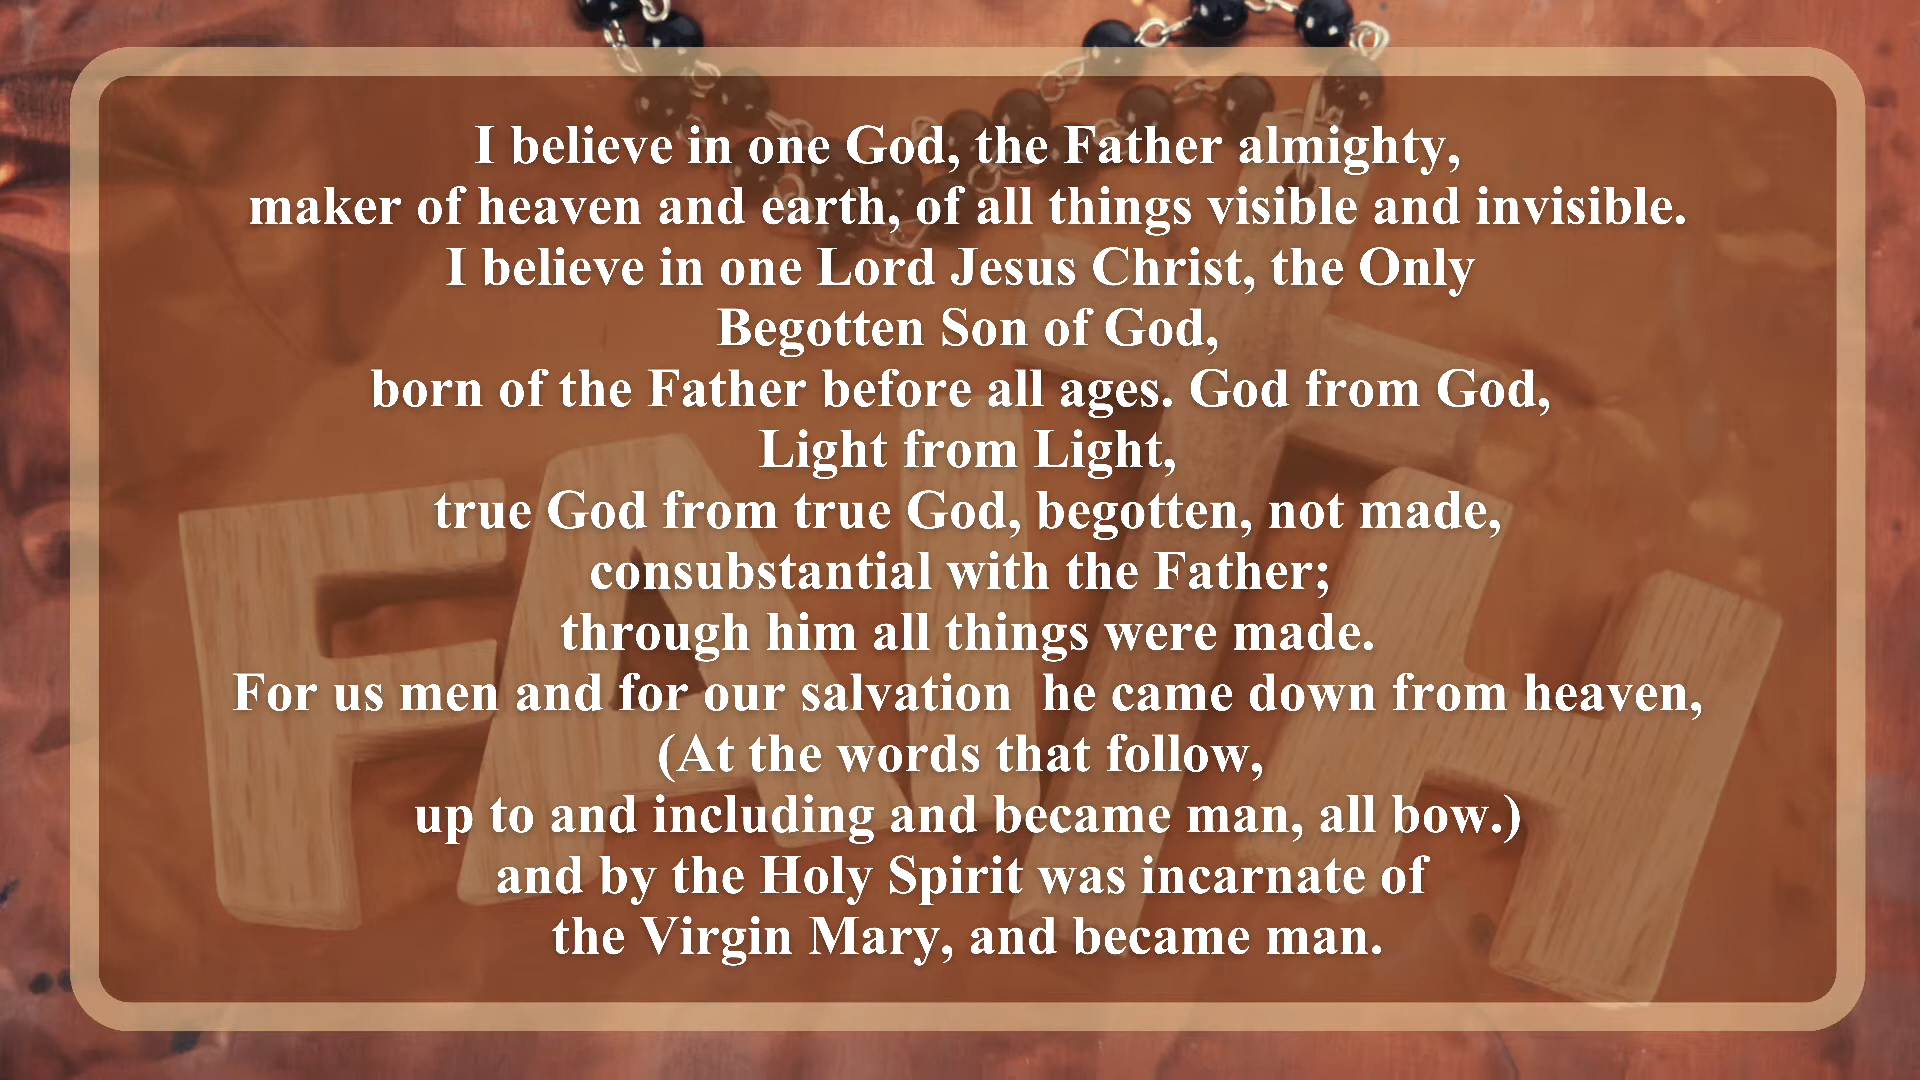 I believe in one God, the Father almighty,
maker of heaven and earth, of all things visible and invisible.
I believe in one Lord Jesus Christ, the Only
Begotten Son of God,
born of the Father before all ages. God from God,
Light from Light,
true God from true God, begotten, not made,
consubstantial with the Father;
through him all things were made.
For us men and for our salvation  he came down from heaven,
(At the words that follow,
up to and including and became man, all bow.)
and by the Holy Spirit was incarnate of
the Virgin Mary, and became man.
FAITH